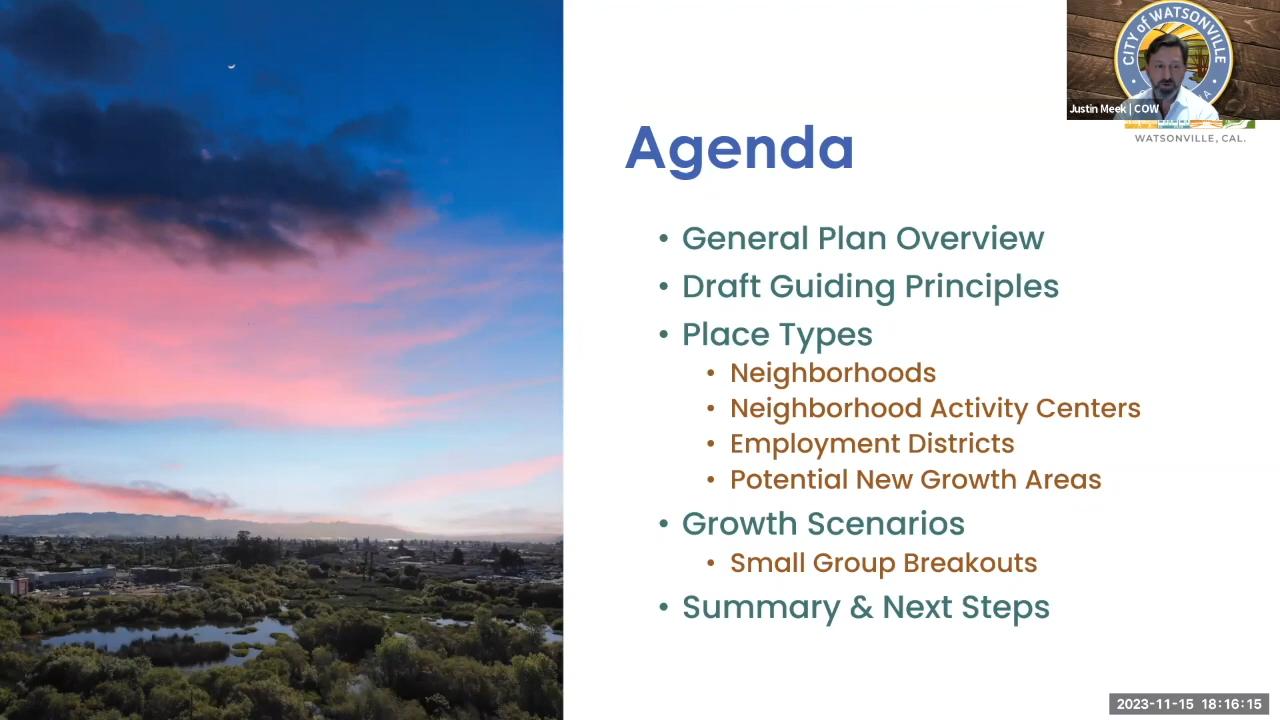 CITY of WATSONVILLE
Justin Meek | COW
WATSONVILLE, CAL.
Agenda
• General Plan Overview
• Draft Guiding Principles
• Place Types
• Neighborhoods
• Neighborhood Activity Centers
• Employment Districts
• Potential New Growth Areas
• Growth Scenarios
• Small Group Breakouts
• Summary & Next Steps
2023-11-15 18:16:15